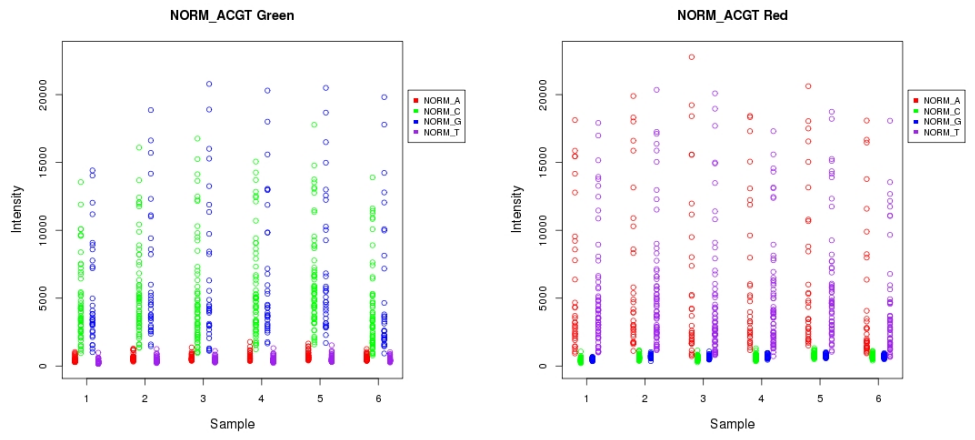 NORM_ACGT Green
Intensity
20000
15000
10000
5000
0
1 2 3 4 5 6
Sample
NORM_A
NORM_C
NORM_G
NORM_T
NORM_ACGT Red
Intensity
20000
15000
10000
5000
0
1 2 3 4 5 6
Sample
NORM_A
NORM_C
NORM_G
NORM_T